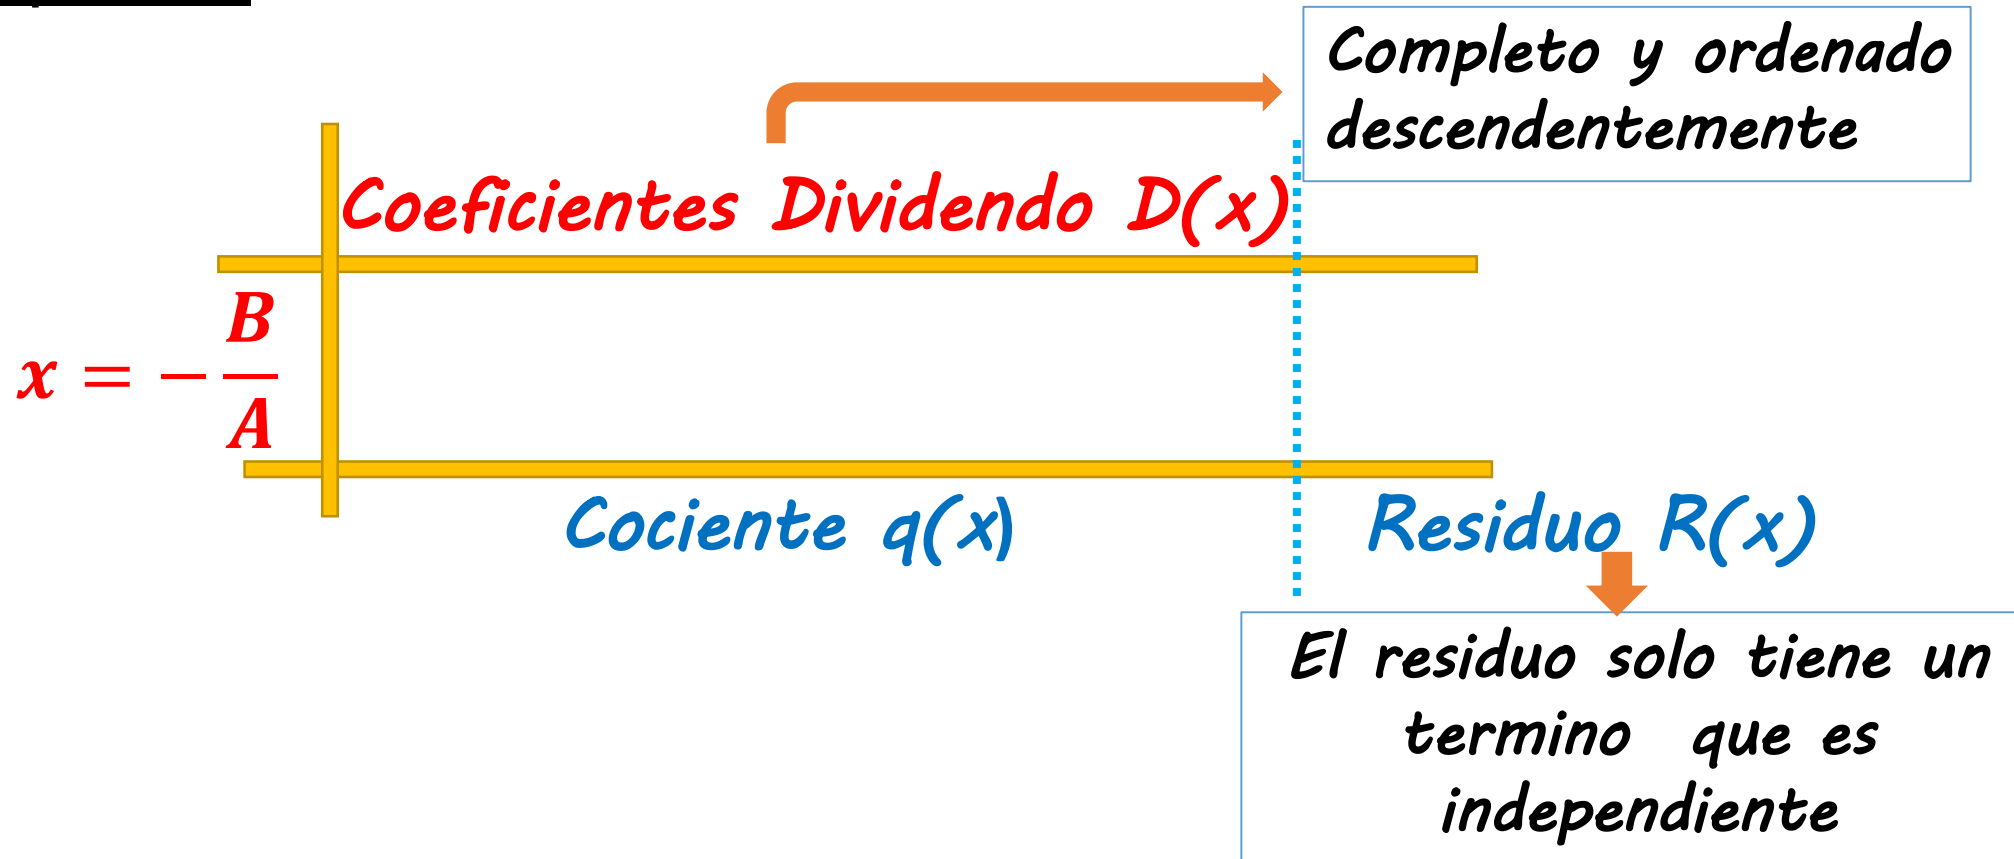 Completo y ordenado
descendentemente
Coeficientes Dividendo D(x)
x = − B/A
Cociente q(x)
Residuo R(x)
El residuo solo tiene un
termino que es
independiente